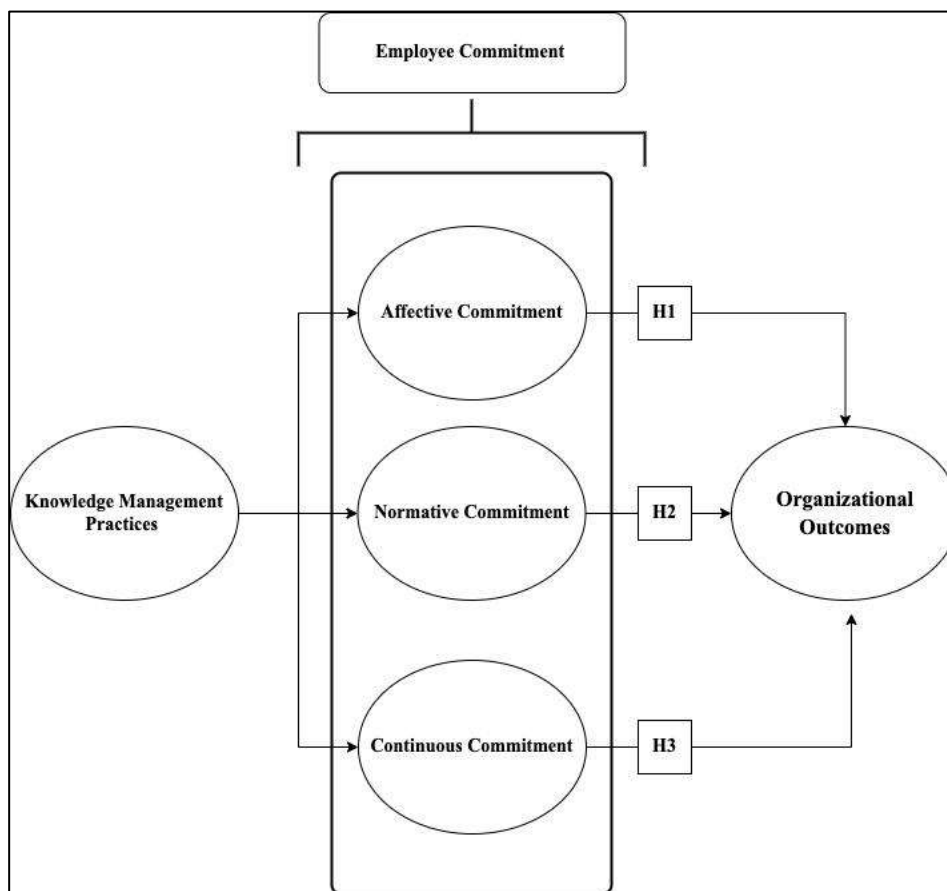 Employee Commitment
Affective Commitment
H1
Knowledge Management
Practices
Normative Commitment
H2
Organizational
Outcomes
Continuous Commitment
H3